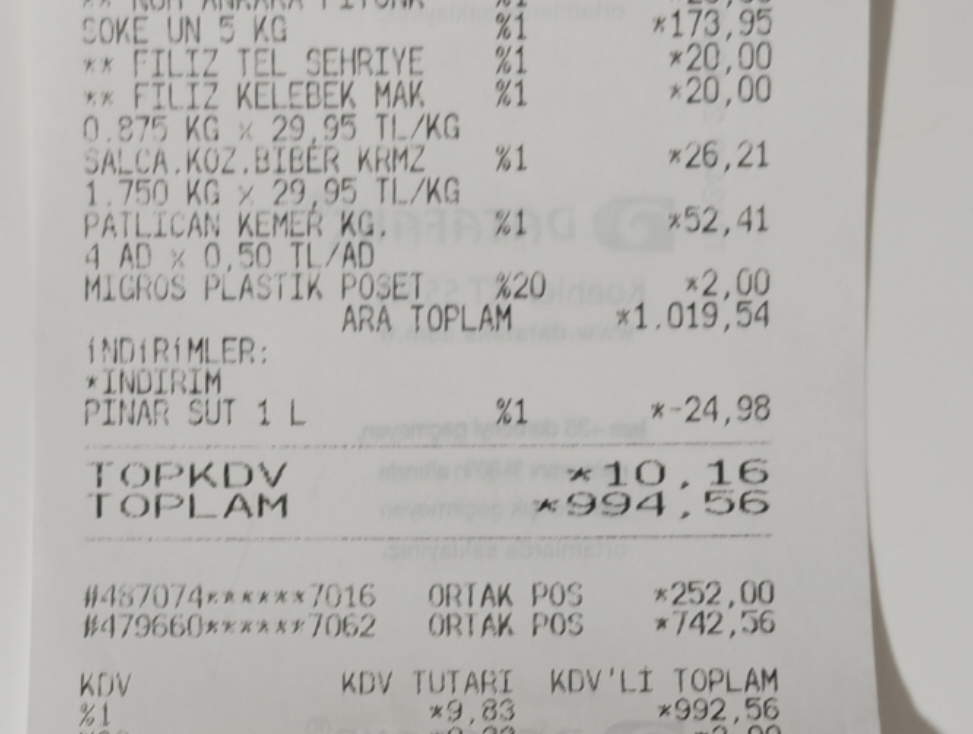 ** NUH ANKARA FIYONK %1
SOKE UN 5 KG %1 *173,95
** FILIZ TEL SEHRIYE %1 *20,00
** FILIZ KELEBEK MAK %1 *20,00
0.875 KG x 29,95 TL/KG
SALCA.KOZ.BIBER KRMZ %1 *26,21
1.750 KG x 29,95 TL/KG
PATLICAN KEMER KG. %1 *52,41
4 AD x 0,50 TL/AD
MIGROS PLASTIK POSET %20 *2,00
ARA TOPLAM *1.019,54
İNDİRİMLER:
*INDIRIM
PINAR SUT 1 L %1 *-24,98
TOPKDV *10,16
TOPLAM *994,56
#487074******7016 ORTAK POS *252,00
#479660******7062 ORTAK POS *742,56
KDV KDV TUTARI KDV'Lİ TOPLAM
%1 *9,83 *992,56